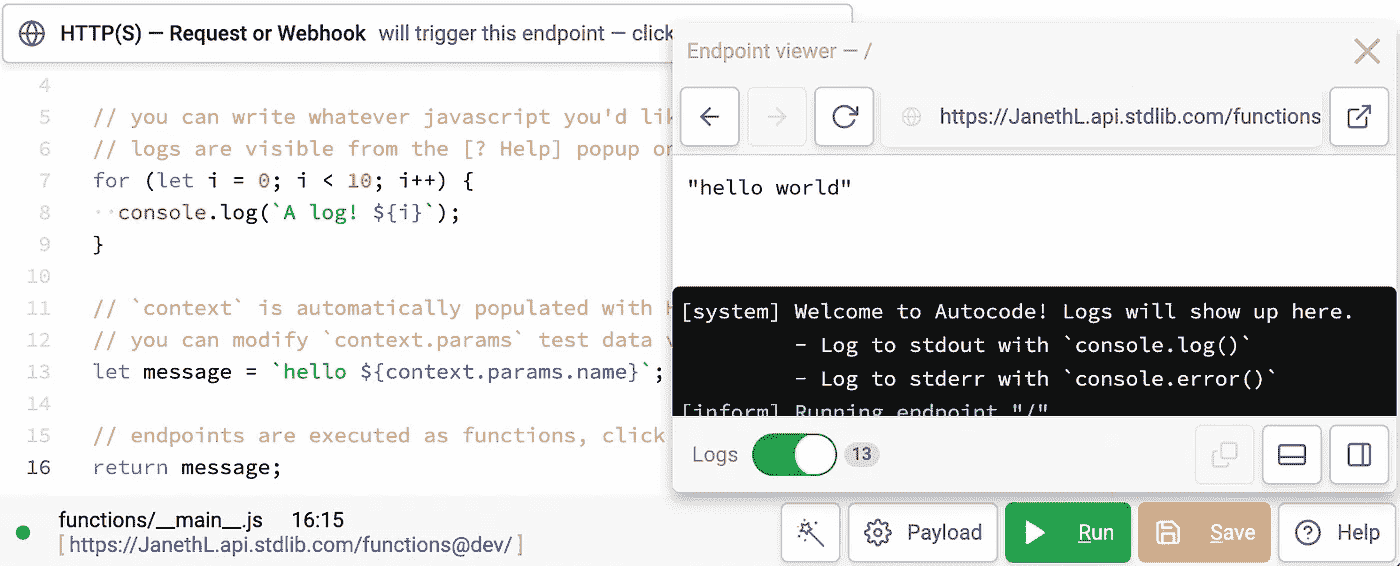 HTTP(S) — Request or Webhook will trigger this endpoint — click
4
5 // you can write whatever javascript you'd
6 // logs are visible from the [? Help] popup
7 for (let i = 0; i < 10; i++) {
8 console.log(`A log! ${i}`);
9 }
10
11 // `context` is automatically populated with
12 // you can modify `context.params` test data
13 let message = `hello ${context.params.name}`;
14
15 // endpoints are executed as functions, click
16 return message;
functions/__main__.js 16:15
[ https://JanethL.api.stdlib.com/functions@dev/ ]
Endpoint viewer — /
https://JanethL.api.stdlib.com/functions
"hello world"
[system] Welcome to Autocode! Logs will show up here.
- Log to stdout with `console.log()`
- Log to stderr with `console.error()`
[inform] Running endpoint "/"
Logs 13
Payload Run Save Help